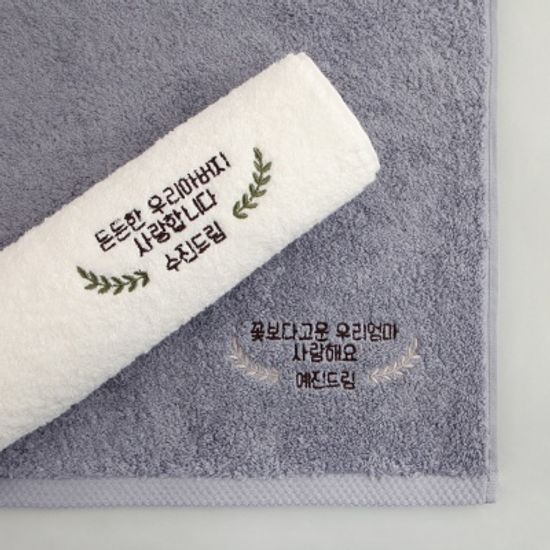 든든한 우리아버지
사랑합니다
수진드림
꽃보다고운 우리엄마
사랑해요
예진드림